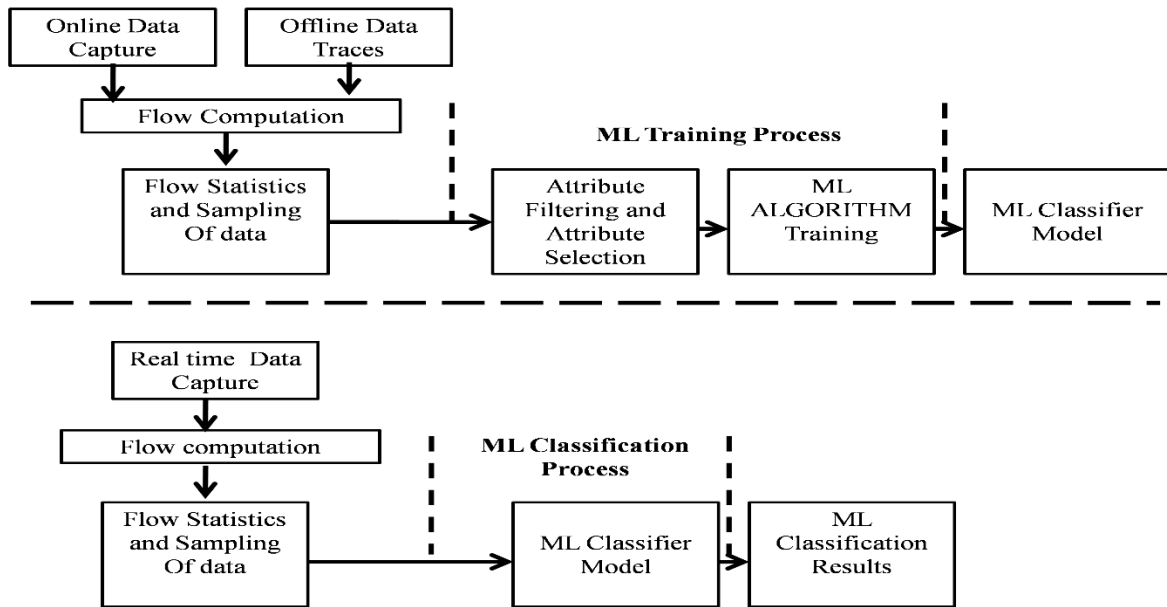 Online Data
Capture
Offline Data
Traces
Flow Computation
ML Training Process
Flow Statistics
and Sampling
Of data
Attribute
Filtering and
Attribute
Selection
ML
ALGORITHM
Training
ML Classifier
Model
Real time Data
Capture
Flow computation
ML Classification
Process
Flow Statistics
and Sampling
Of data
ML Classifier
Model
ML
Classification
Results